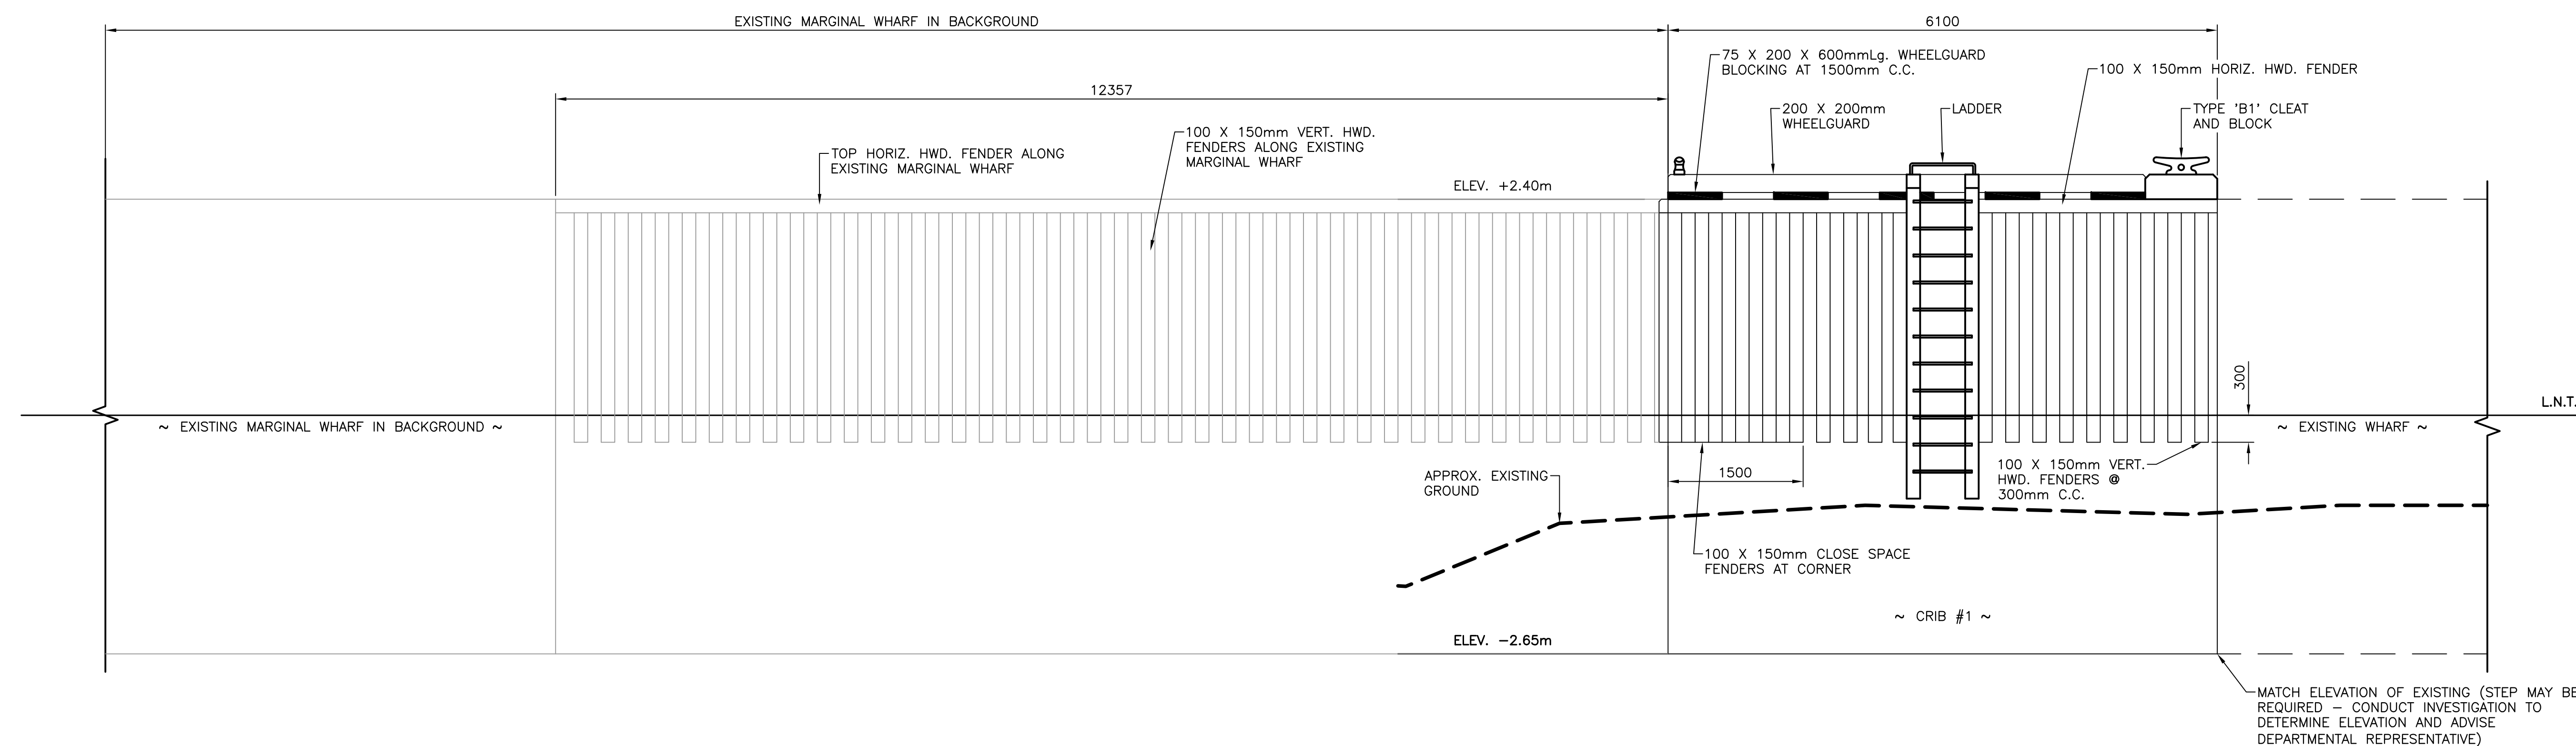 EXISTING MARGINAL WHARF IN BACKGROUND
6100
75 X 200 X 600mmLg. WHEELGUARD
BLOCKING AT 1500mm C.C.
100 X 150mm HORIZ. HWD. FENDER
12357
200 X 200mm
WHEELGUARD
LADDER
TYPE 'B1' CLEAT
AND BLOCK
100 X 150mm VERT. HWD.
FENDERS ALONG EXISTING
MARGINAL WHARF
TOP HORIZ. HWD. FENDER ALONG
EXISTING MARGINAL WHARF
ELEV. +2.40m
300
L.N.T.
~ EXISTING MARGINAL WHARF IN BACKGROUND ~
~ EXISTING WHARF ~
APPROX. EXISTING
GROUND
1500
100 X 150mm VERT.
HWD. FENDERS @
300mm C.C.
100 X 150mm CLOSE SPACE
FENDERS AT CORNER
~ CRIB #1 ~
ELEV. −2.65m
MATCH ELEVATION OF EXISTING (STEP MAY BE
REQUIRED − CONDUCT INVESTIGATION TO
DETERMINE ELEVATION AND ADVISE
DEPARTMENTAL REPRESENTATIVE)